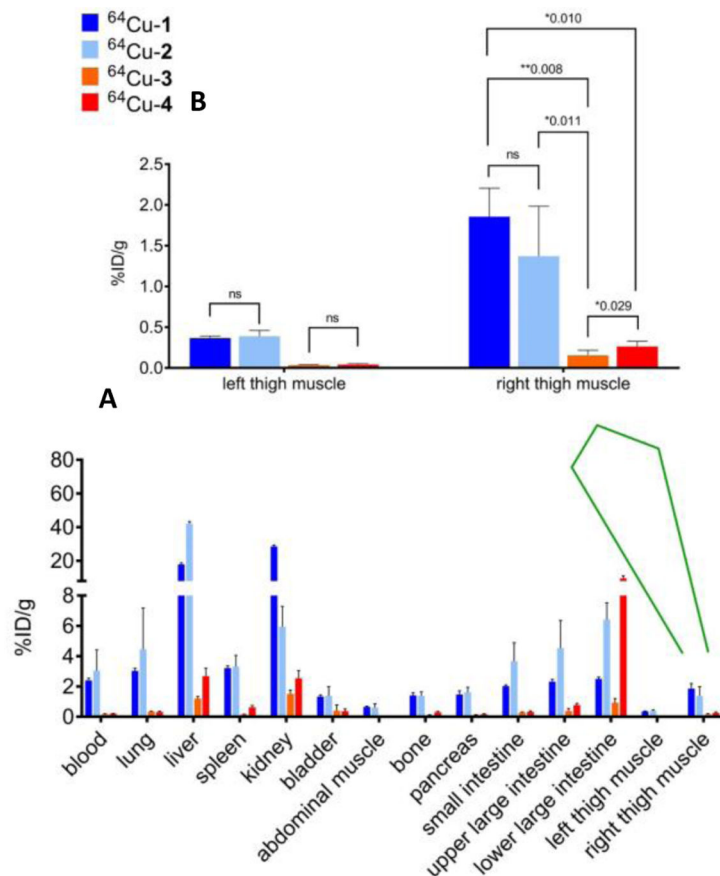 ⁶⁴Cu-1
⁶⁴Cu-2
⁶⁴Cu-3
⁶⁴Cu-4
B
*0.010
**0.008
*0.011
ns
*0.029
ns
ns
%ID/g
2.5
2.0
1.5
1.0
0.5
0.0
left thigh muscle
right thigh muscle
A
%ID/g
80
60
40
20
8
6
4
2
0
blood
lung
liver
spleen
kidney
bladder
abdominal muscle
bone
pancreas
small intestine
upper large intestine
lower large intestine
left thigh muscle
right thigh muscle